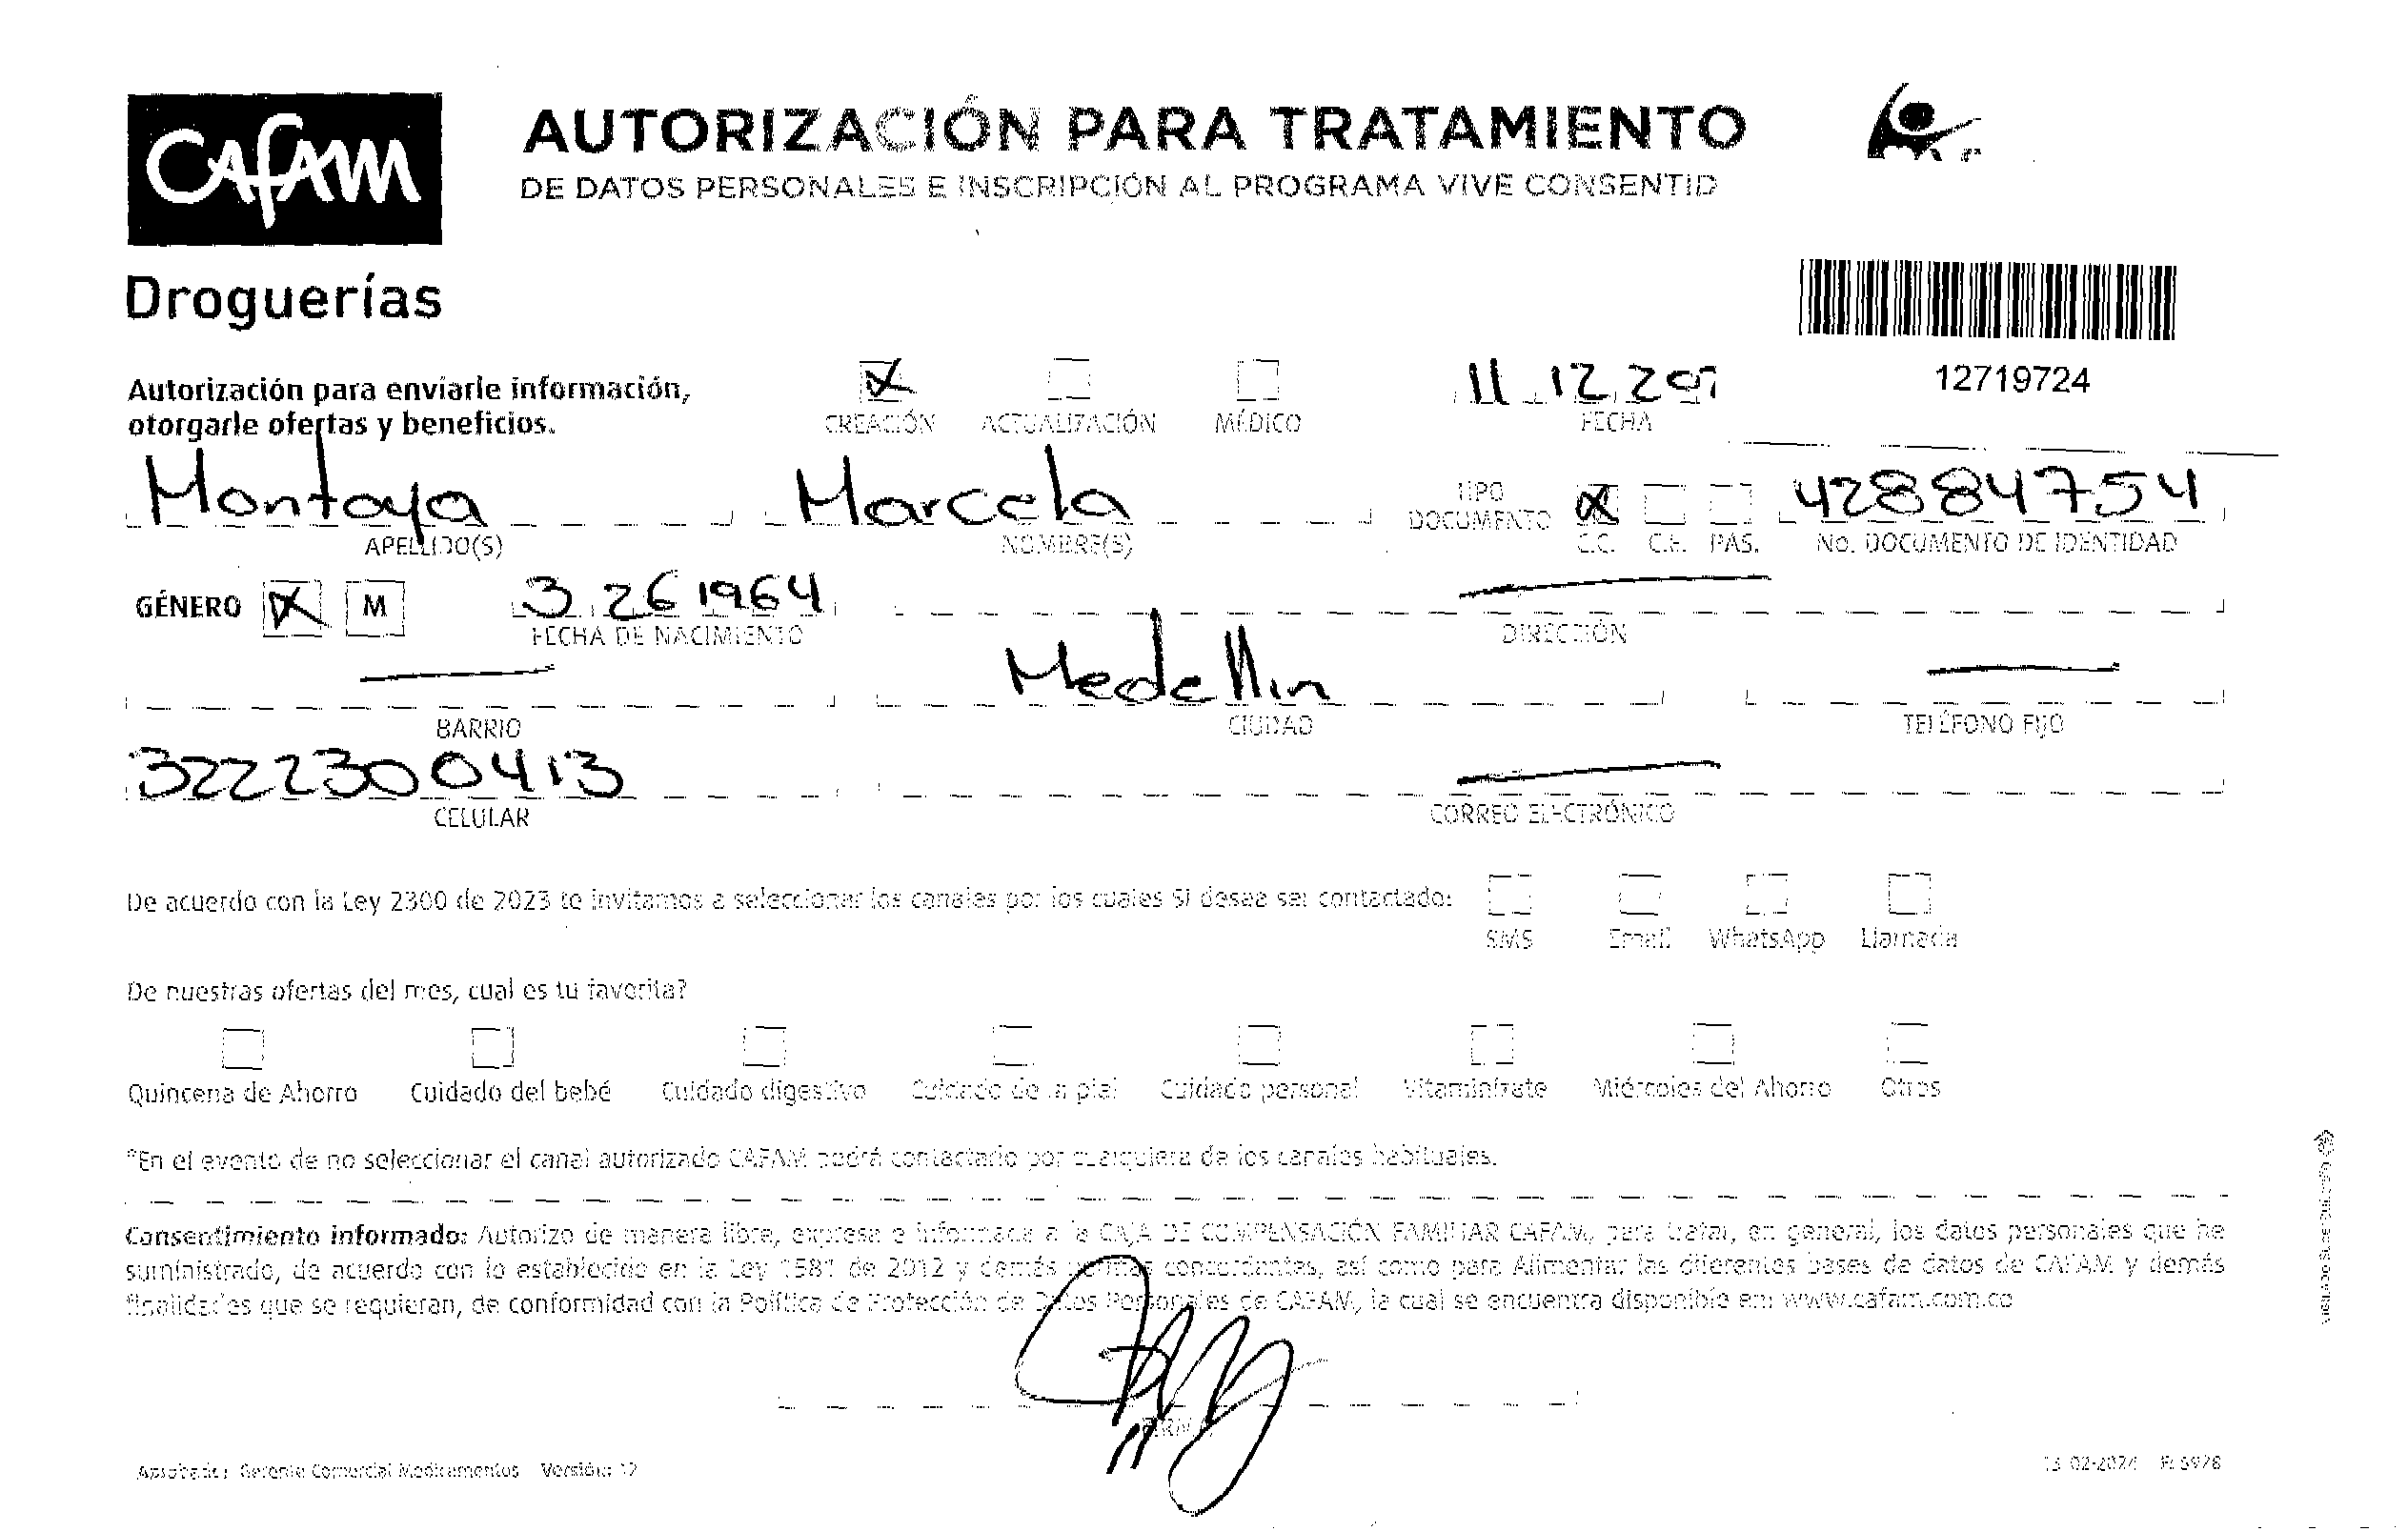 CAFAM
AUTORIZACIÓN PARA TRATAMIENTO
DE DATOS PERSONALES E INSCRIPCIÓN AL PROGRAMA VIVE CONSENTID
Droguerías
12719724
Autorización para enviarle información,
otorgarle ofertas y beneficios.
CREACIÓN ACTUALIZACIÓN MÉDICO
11 12
FECHA
Montoya Marcela
TIPO DOCUMENTO
42884754
APELLIDO(S) NOMBRE(S) C.C. C.E. PAS. No. DOCUMENTO DE IDENTIDAD
GÉNERO M 3 26 1964
FECHA DE NACIMIENTO DIRECCIÓN
Medellin
BARRIO CIUDAD TELÉFONO FIJO
3222300413
CELULAR CORREO ELECTRÓNICO
De acuerdo con la Ley 2300 de 2023 te invitamos a seleccionar los canales por los cuales SI desea ser contactado:
SMS Email WhatsApp Llamada
De nuestras ofertas del mes, cual es tu favorita?
Quincena de Ahorro Cuidado del bebé Cuidado digestivo Cuidado de la piel Cuidado personal Vitamínizate Miércoles del Ahorro Otros
*En el evento de no seleccionar el canal autorizado CAFAM podrá contactarlo por cualquiera de los canales habituales.
Consentimiento informado: Autorizo de manera libre, expresa e informada a la CAJA DE COMPENSACIÓN FAMILIAR CAFAM, para tratar, en general, los datos personales que he
suministrado, de acuerdo con lo establecido en la Ley 1581 de 2012 y demás normas concordantes, así como para Alimentar las diferentes bases de datos de CAFAM y demás
finalidades que se requieran, de conformidad con la Política de Protección de Datos Personales de CAFAM, la cual se encuentra disponible en: www.cafam.com.co
FIRMA
Aprobado: Gerente Comercial Medicamentos Versión: 12
13-02-2024